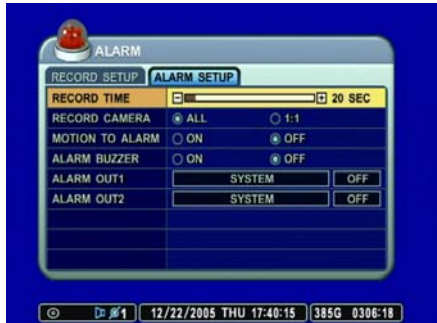 ALARM
RECORD SETUP ALARM SETUP
RECORD TIME 20 SEC
RECORD CAMERA ALL 1:1
MOTION TO ALARM ON OFF
ALARM BUZZER ON OFF
ALARM OUT1 SYSTEM OFF
ALARM OUT2 SYSTEM OFF
1 12/22/2005 THU 17:40:15 385G 0306:18